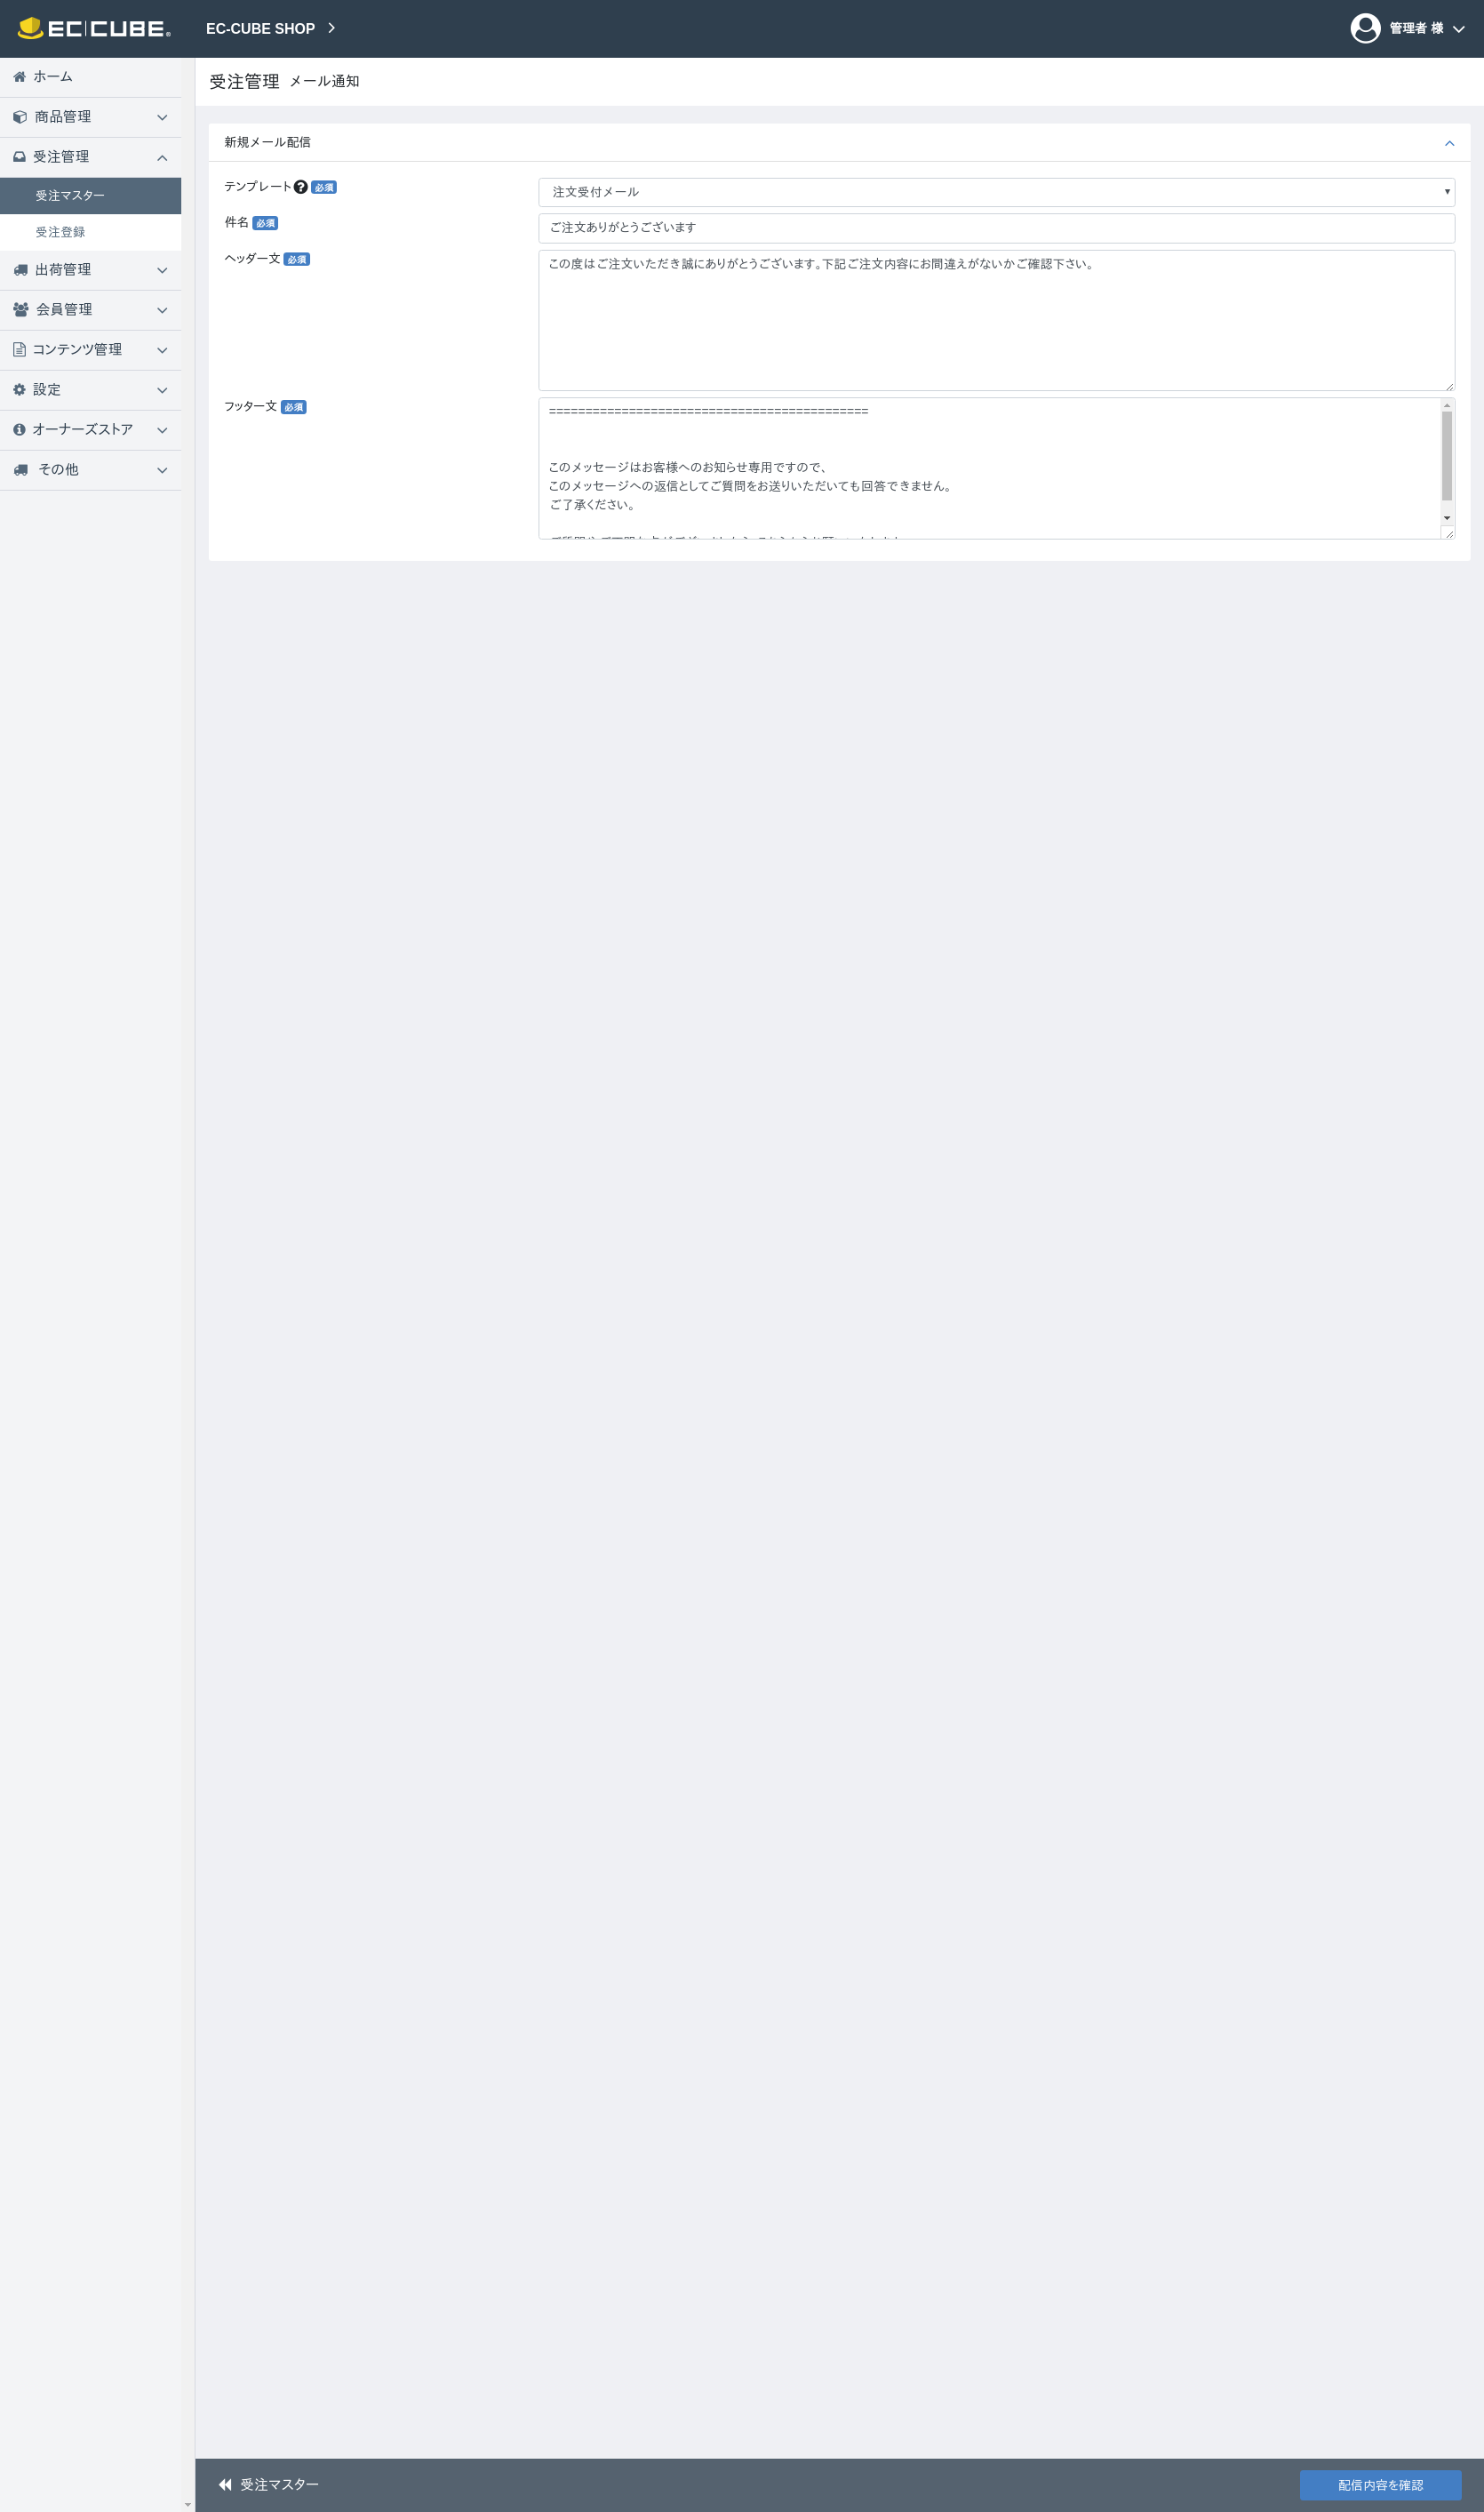 EC CUBE®
EC-CUBE SHOP
管理者 様
ホーム
商品管理
受注管理
受注マスター
受注登録
出荷管理
会員管理
コンテンツ管理
設定
オーナーズストア
その他
受注管理 メール通知
新規メール配信
テンプレート 必須
注文受付メール
件名 必須
ご注文ありがとうございます
ヘッダー文 必須
この度はご注文いただき誠にありがとうございます。下記ご注文内容にお間違えがないかご確認下さい。
フッター文 必須
============================================
このメッセージはお客様へのお知らせ専用ですので、
このメッセージへの返信としてご質問をお送りいただいても回答できません。
ご了承ください。
受注マスター
配信内容を確認